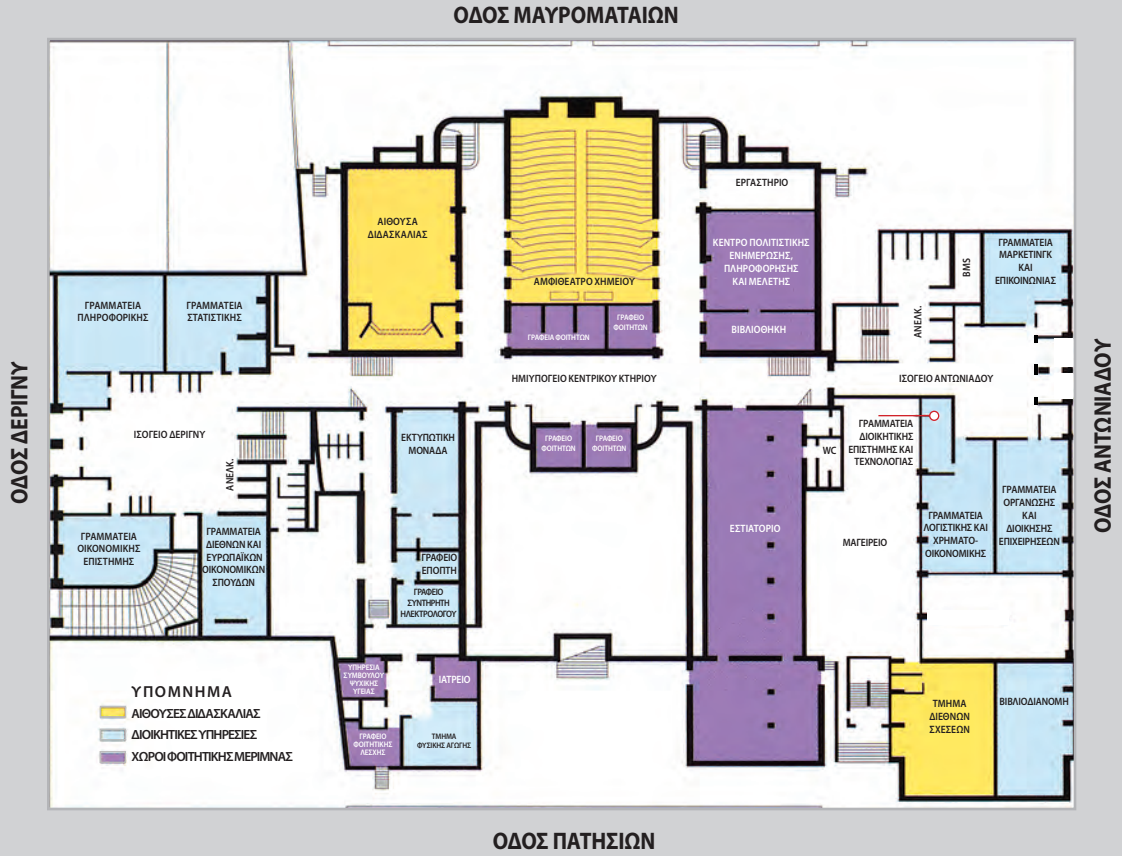 ΟΔΟΣ ΜΑΥΡΟΜΑΤΑΙΩΝ
ΕΡΓΑΣΤΗΡΙΟ
ΑΙΘΟΥΣΑ
ΔΙΔΑΣΚΑΛΙΑΣ
ΚΕΝΤΡΟ ΠΟΛΙΤΙΣΤΙΚΗΣ
ΕΝΗΜΕΡΩΣΗΣ,
ΠΛΗΡΟΦΟΡΗΣΗΣ
ΚΑΙ ΜΕΛΕΤΗΣ
ΑΜΦΙΘΕΑΤΡΟ ΧΗΜΕΙΟΥ
ΓΡΑΜΜΑΤΕΙΑ
ΜΑΡΚΕΤΙΝΓΚ
ΚΑΙ
ΕΠΙΚΟΙΝΩΝΙΑΣ
BMS
ΑΝΕΛΚ.
ΓΡΑΜΜΑΤΕΙΑ
ΠΛΗΡΟΦΟΡΙΚΗΣ
ΓΡΑΜΜΑΤΕΙΑ
ΣΤΑΤΙΣΤΙΚΗΣ
ΓΡΑΦΕΙΑ ΦΟΙΤΗΤΩΝ
ΓΡΑΦΕΙΟ
ΦΟΙΤΗΤΩΝ
ΒΙΒΛΙΟΘΗΚΗ
ΗΜΙΥΠΟΓΕΙΟ ΚΕΝΤΡΙΚΟΥ ΚΤΗΡΙΟΥ
ΙΣΟΓΕΙΟ ΑΝΤΩΝΙΑΔΟΥ
ΟΔΟΣ ΔΕΡΙΓΝΥ
ΟΔΟΣ ΑΝΤΩΝΙΑΔΟΥ
ΙΣΟΓΕΙΟ ΔΕΡΙΓΝΥ
ΑΝΕΛΚ.
ΕΚΤΥΠΩΤΙΚΗ
ΜΟΝΑΔΑ
ΓΡΑΦΕΙΟ
ΦΟΙΤΗΤΩΝ
ΓΡΑΦΕΙΟ
ΦΟΙΤΗΤΩΝ
WC
ΓΡΑΜΜΑΤΕΙΑ
ΔΙΟΙΚΗΤΙΚΗΣ
ΕΠΙΣΤΗΜΗΣ ΚΑΙ
ΤΕΧΝΟΛΟΓΙΑΣ
ΓΡΑΜΜΑΤΕΙΑ
ΟΙΚΟΝΟΜΙΚΗΣ
ΕΠΙΣΤΗΜΗΣ
ΓΡΑΜΜΑΤΕΙΑ
ΔΙΕΘΝΩΝ ΚΑΙ
ΕΥΡΩΠΑΪΚΩΝ
ΟΙΚΟΝΟΜΙΚΩΝ
ΣΠΟΥΔΩΝ
ΓΡΑΦΕΙΟ
ΕΠΟΠΤΗ
ΓΡΑΦΕΙΟ
ΣΥΝΤΗΡΗΤΗ
ΗΛΕΚΤΡΟΛΟΓΟΥ
ΕΣΤΙΑΤΟΡΙΟ
ΜΑΓΕΙΡΕΙΟ
ΓΡΑΜΜΑΤΕΙΑ
ΛΟΓΙΣΤΙΚΗΣ ΚΑΙ
ΧΡΗΜΑΤΟ-
ΟΙΚΟΝΟΜΙΚΗΣ
ΓΡΑΜΜΑΤΕΙΑ
ΟΡΓΑΝΩΣΗΣ
ΚΑΙ
ΔΙΟΙΚΗΣΗΣ
ΕΠΙΧΕΙΡΗΣΕΩΝ
ΥΠΗΡΕΣΙΑ
ΣΥΜΒΟΥΛΟΥ
ΨΥΧΙΚΗΣ
ΥΓΕΙΑΣ
ΙΑΤΡΕΙΟ
ΓΡΑΦΕΙΟ
ΦΟΙΤΗΤΙΚΗΣ
ΛΕΣΧΗΣ
ΤΜΗΜΑ
ΦΥΣΙΚΗΣ ΑΓΩΓΗΣ
ΤΜΗΜΑ
ΔΙΕΘΝΩΝ
ΣΧΕΣΕΩΝ
ΒΙΒΛΙΟΔΙΑΝΟΜΗ
ΥΠΟΜΝΗΜΑ
ΑΙΘΟΥΣΕΣ ΔΙΔΑΣΚΑΛΙΑΣ
ΔΙΟΙΚΗΤΙΚΕΣ ΥΠΗΡΕΣΙΕΣ
ΧΩΡΟΙ ΦΟΙΤΗΤΙΚΗΣ ΜΕΡΙΜΝΑΣ
ΟΔΟΣ ΠΑΤΗΣΙΩΝ